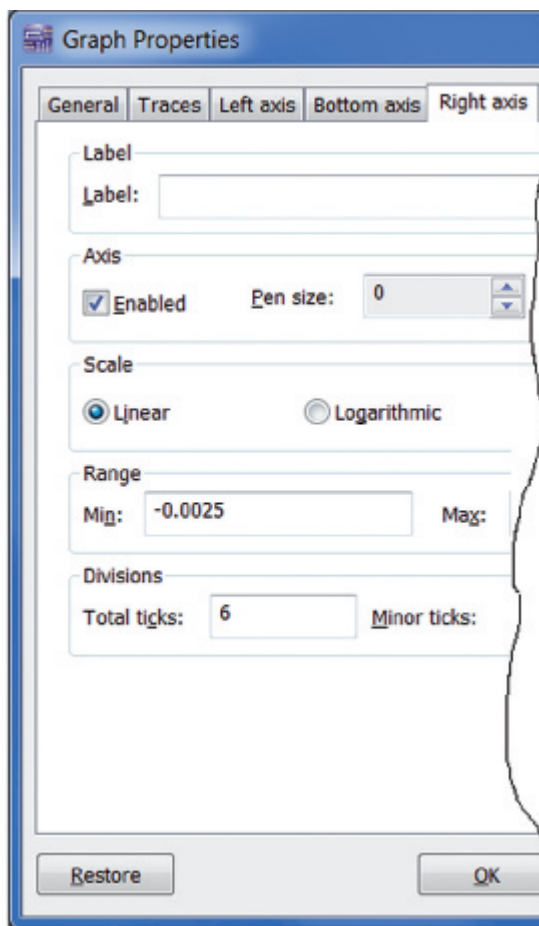 Graph Properties
General Traces Left axis Bottom axis Right axis
Label
Label:
Axis
Enabled Pen size: 0
Scale
Linear Logarithmic
Range
Min: -0.0025 Max:
Divisions
Total ticks: 6 Minor ticks:
Restore OK